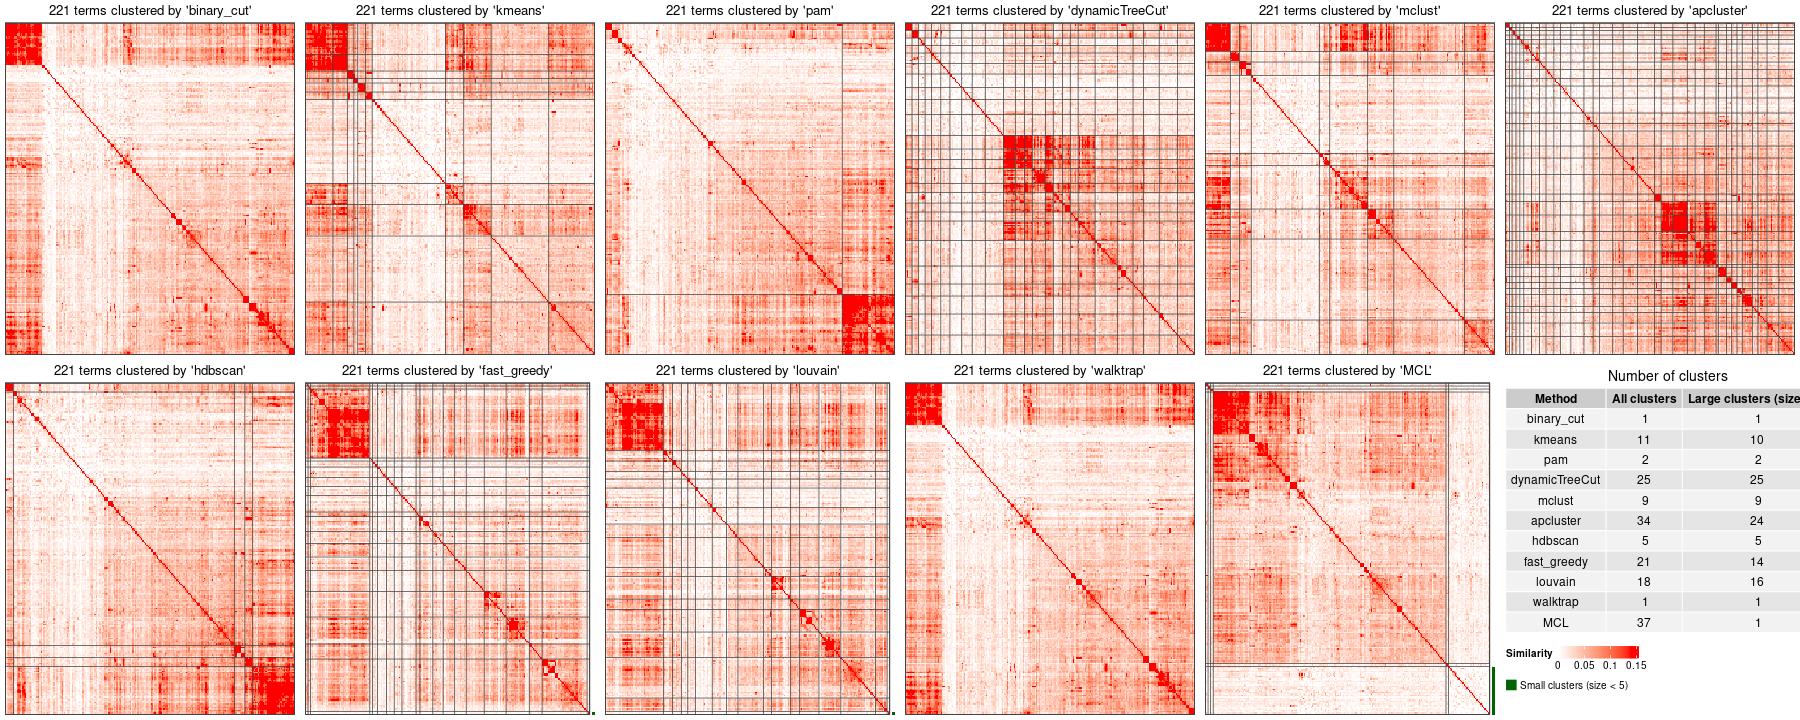 221 terms clustered by 'binary_cut'
221 terms clustered by 'kmeans'
221 terms clustered by 'pam'
221 terms clustered by 'dynamicTreeCut'
221 terms clustered by 'mclust'
221 terms clustered by 'apcluster'
221 terms clustered by 'hdbscan'
221 terms clustered by 'fast_greedy'
221 terms clustered by 'louvain'
221 terms clustered by 'walktrap'
221 terms clustered by 'MCL'
Number of clusters
Method All clusters Large clusters (size
binary_cut 1 1
kmeans 11 10
pam 2 2
dynamicTreeCut 25 25
mclust 9 9
apcluster 34 24
hdbscan 5 5
fast_greedy 21 14
louvain 18 16
walktrap 1 1
MCL 37 1
Similarity
0 0.05 0.1 0.15
Small clusters (size < 5)